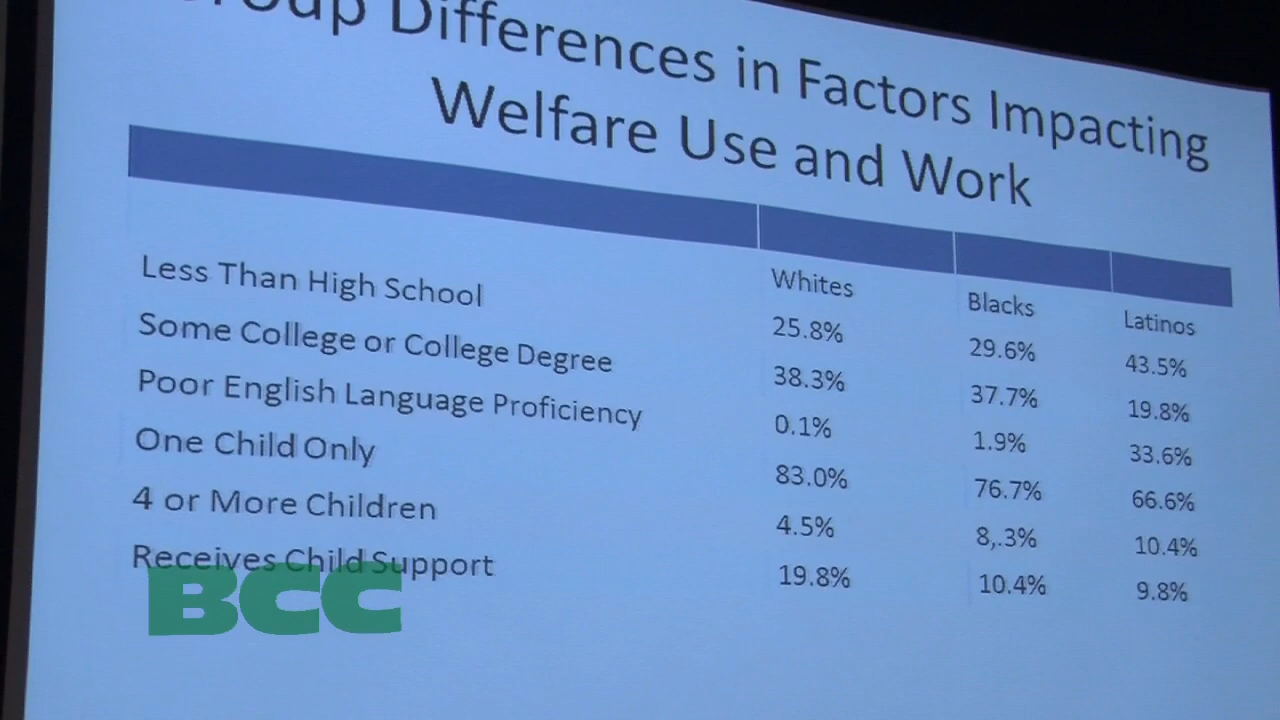 Group Differences in Factors Impacting
Welfare Use and Work
Whites Blacks Latinos
Less Than High School 25.8% 29.6% 43.5%
Some College or College Degree 38.3% 37.7% 19.8%
Poor English Language Proficiency 0.1% 1.9% 33.6%
One Child Only 83.0% 76.7% 66.6%
4 or More Children 4.5% 8,.3% 10.4%
Receives Child Support 19.8% 10.4% 9.8%
BCC